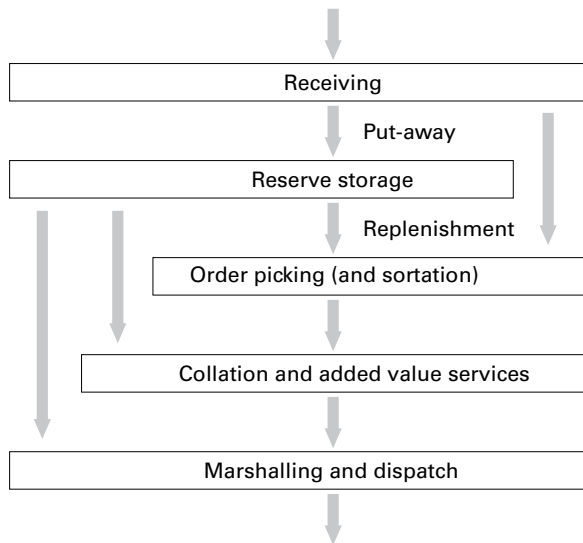 Receiving
Put-away
Reserve storage
Replenishment
Order picking (and sortation)
Collation and added value services
Marshalling and dispatch